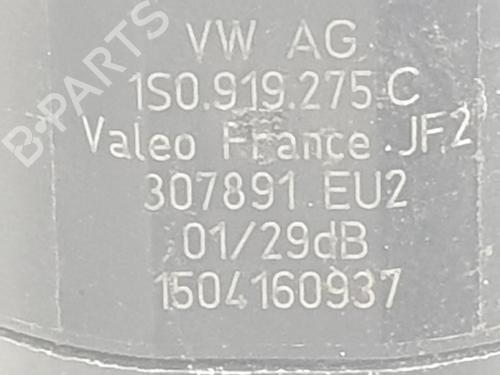 VW AG
1S0.919.275.C
Valeo France.JF2
307891 EU2
01/29dB
1504160937
B-PARTS